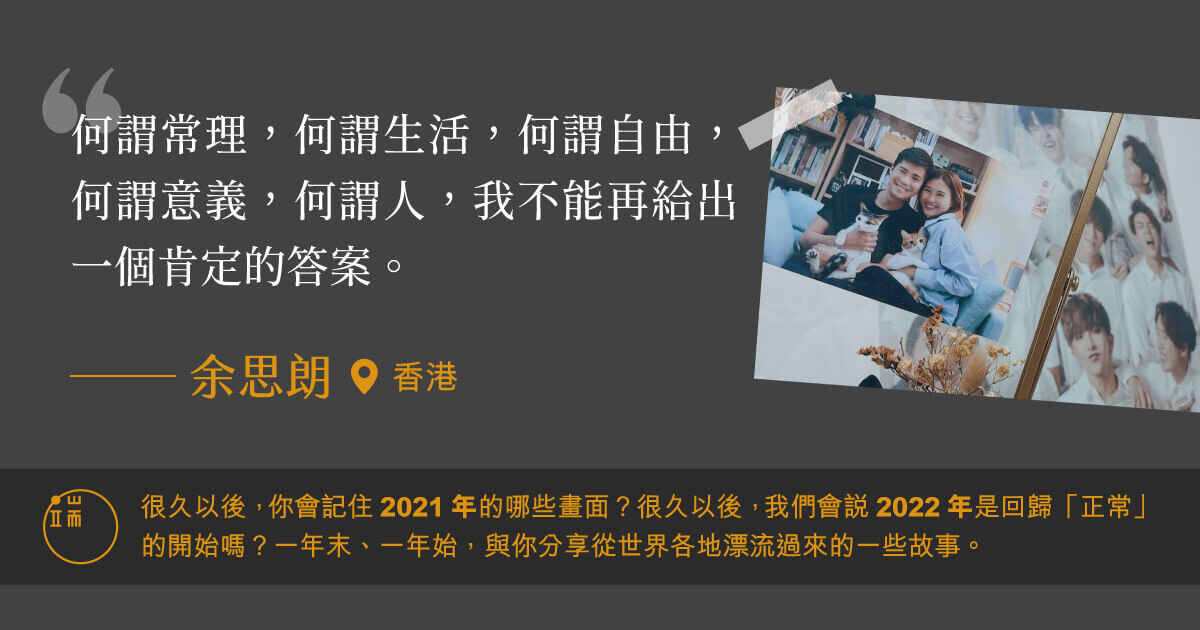 何謂常理，何謂生活，何謂自由，
何謂意義，何謂人，我不能再給出
一個肯定的答案。
余思朗 香港
端
很久以後，你會記住 2021 年的哪些畫面？很久以後，我們會説 2022 年是回歸「正常」
的開始嗎？一年末、一年始，與你分享從世界各地漂流過來的一些故事。